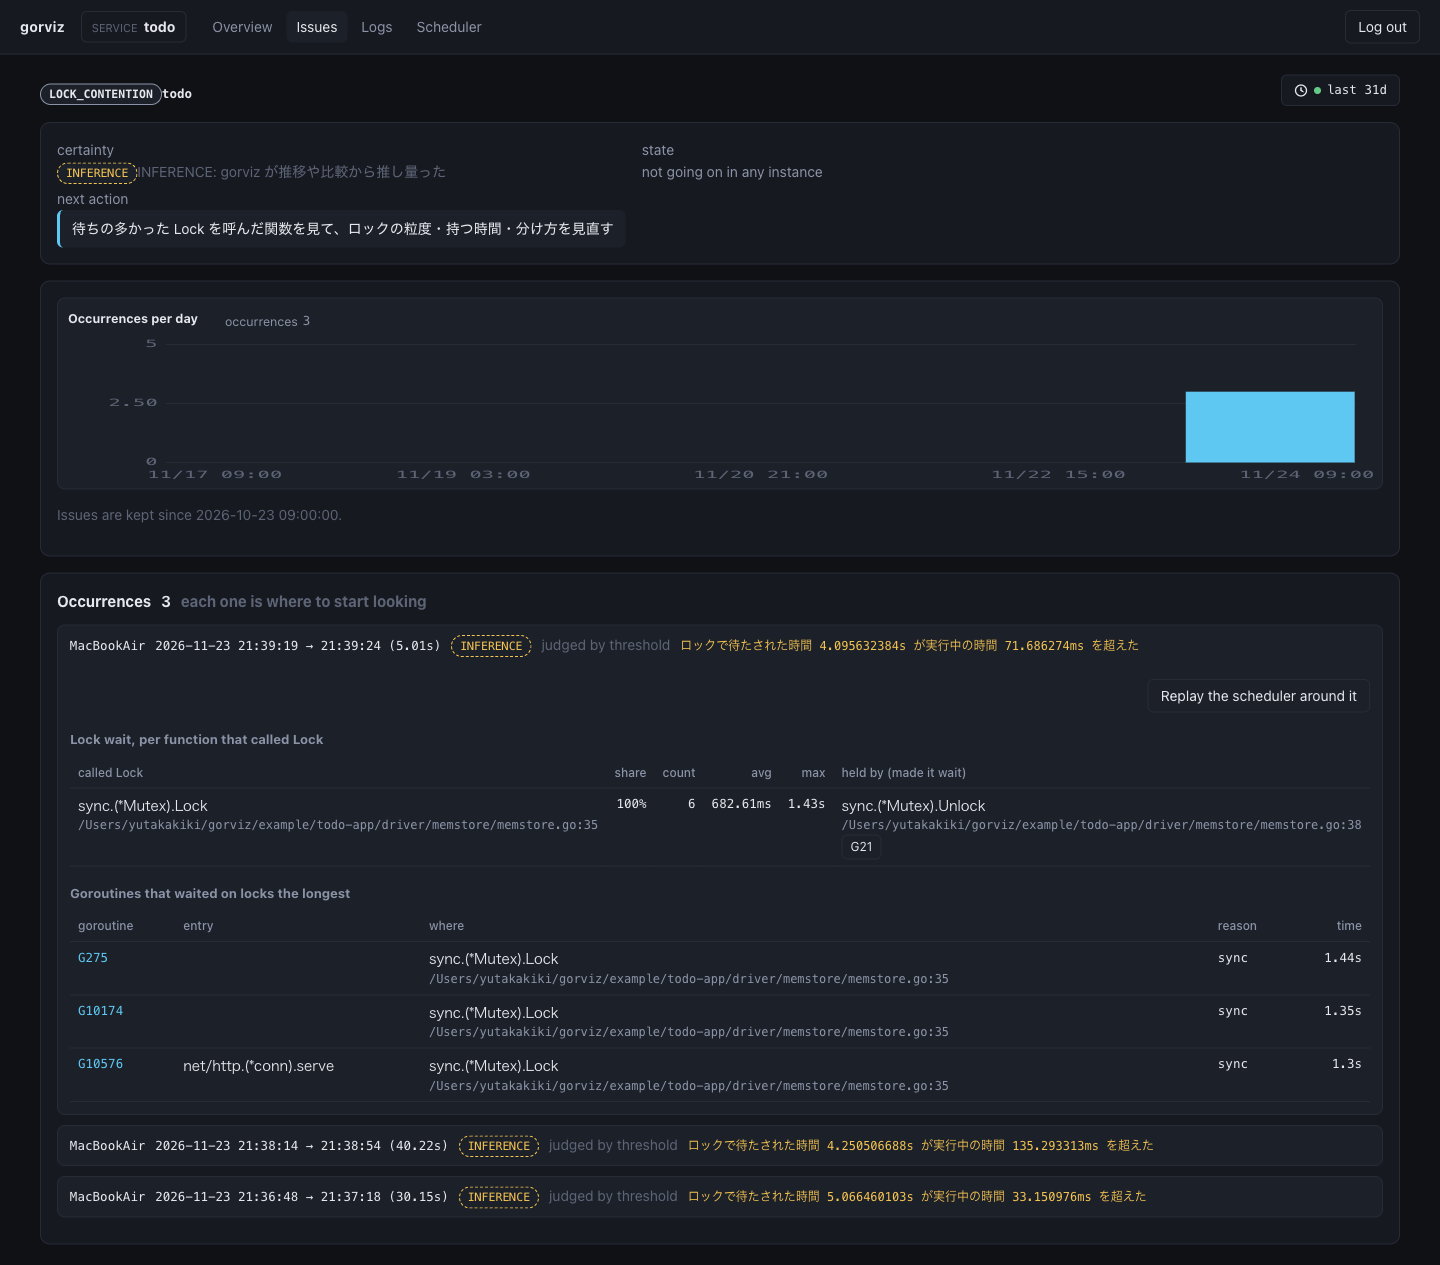 gorviz SERVICE todo Overview Issues Logs Scheduler Log out
LOCK_CONTENTION todo last 31d
certainty state
INFERENCE INFERENCE: gorviz が推移や比較から推し量った not going on in any instance
next action
待ちの多かった Lock を呼んだ関数を見て、ロックの粒度・持つ時間・分け方を見直す
Occurrences per day occurrences 3
5
2.50
0
11/17 09:00 11/19 03:00 11/20 21:00 11/22 15:00 11/24 09:00
Issues are kept since 2026-10-23 09:00:00.
Occurrences 3 each one is where to start looking
MacBookAir 2026-11-23 21:39:19 → 21:39:24 (5.01s) INFERENCE judged by threshold ロックで待たされた時間 4.095632384s が実行中の時間 71.686274ms を超えた
Replay the scheduler around it
Lock wait, per function that called Lock
called Lock share count avg max held by (made it wait)
sync.(*Mutex).Lock 100% 6 682.61ms 1.43s sync.(*Mutex).Unlock
/Users/yutakakiki/gorviz/example/todo-app/driver/memstore/memstore.go:35 /Users/yutakakiki/gorviz/example/todo-app/driver/memstore/memstore.go:38
G21
Goroutines that waited on locks the longest
goroutine entry where reason time
G275 sync.(*Mutex).Lock sync 1.44s
/Users/yutakakiki/gorviz/example/todo-app/driver/memstore/memstore.go:35
G10174 sync.(*Mutex).Lock sync 1.35s
/Users/yutakakiki/gorviz/example/todo-app/driver/memstore/memstore.go:35
G10576 net/http.(*conn).serve sync.(*Mutex).Lock sync 1.3s
/Users/yutakakiki/gorviz/example/todo-app/driver/memstore/memstore.go:35
MacBookAir 2026-11-23 21:38:14 → 21:38:54 (40.22s) INFERENCE judged by threshold ロックで待たされた時間 4.250506688s が実行中の時間 135.293313ms を超えた
MacBookAir 2026-11-23 21:36:48 → 21:37:18 (30.15s) INFERENCE judged by threshold ロックで待たされた時間 5.066460103s が実行中の時間 33.150976ms を超えた